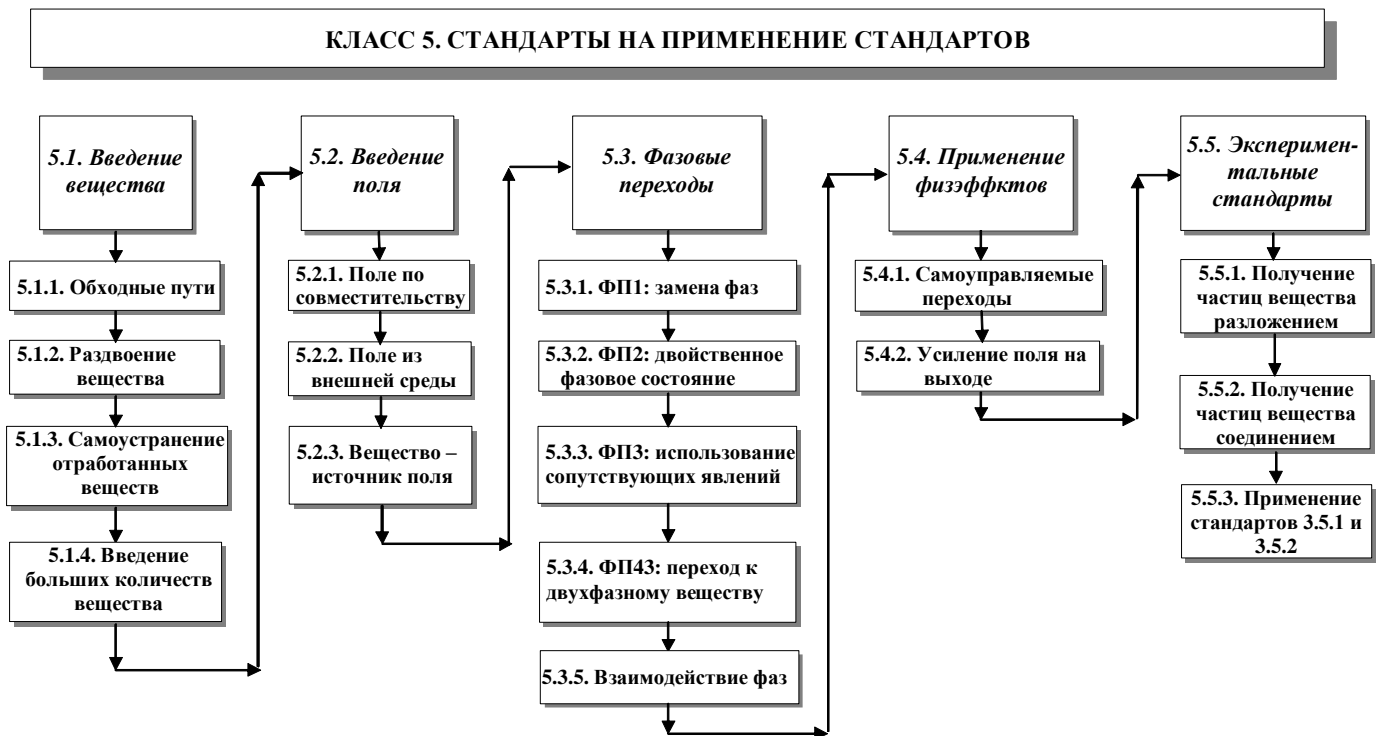 КЛАСС 5. СТАНДАРТЫ НА ПРИМЕНЕНИЕ СТАНДАРТОВ
5.1. Введение
вещества
5.1.1. Обходные пути
5.1.2. Раздвоение
вещества
5.1.3. Самоустранение
отработанных
веществ
5.1.4. Введение
больших количеств
вещества
5.2. Введение
поля
5.2.1. Поле по
совместительству
5.2.2. Поле из
внешней среды
5.2.3. Вещество –
источник поля
5.3. Фазовые
переходы
5.3.1. ФП1: замена фаз
5.3.2. ФП2: двойственное
фазовое состояние
5.3.3. ФП3: использование
сопутствующих явлений
5.3.4. ФП43: переход к
двухфазному веществу
5.3.5. Взаимодействие фаз
5.4. Применение
физэффктов
5.4.1. Самоуправляемые
переходы
5.4.2. Усиление поля на
выходе
5.5. Эксперимен-
тальные
стандарты
5.5.1. Получение
частиц вещества
разложением
5.5.2. Получение
частиц вещества
соединением
5.5.3. Применение
стандартов 3.5.1 и
3.5.2